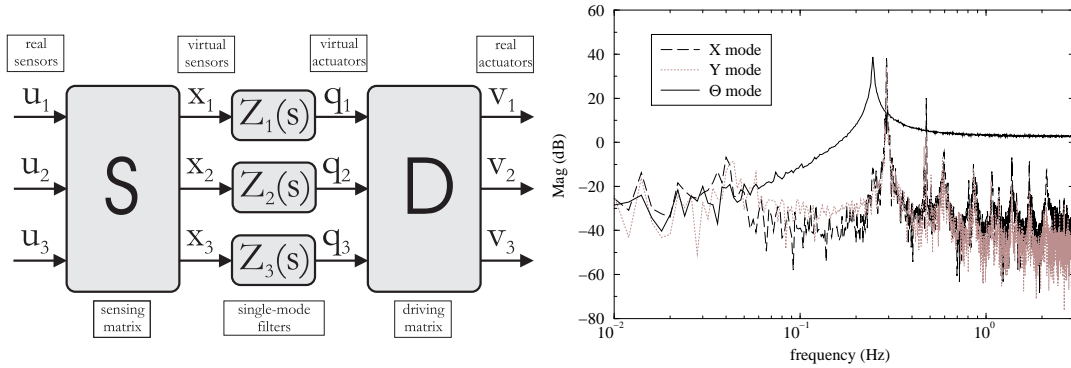 real
sensors
virtual
sensors
virtual
actuators
real
actuators
u1 x1 Z1(s) q1 v1
u2 x2 Z2(s) q2 v2
u3 x3 Z3(s) q3 v3
S
D
sensing
matrix
single-mode
filters
driving
matrix
60
40
20
0
−20
−40
−60
−80
Mag (dB)
X mode
Y mode
Θ mode
10^-2 10^-1 10^0
frequency (Hz)